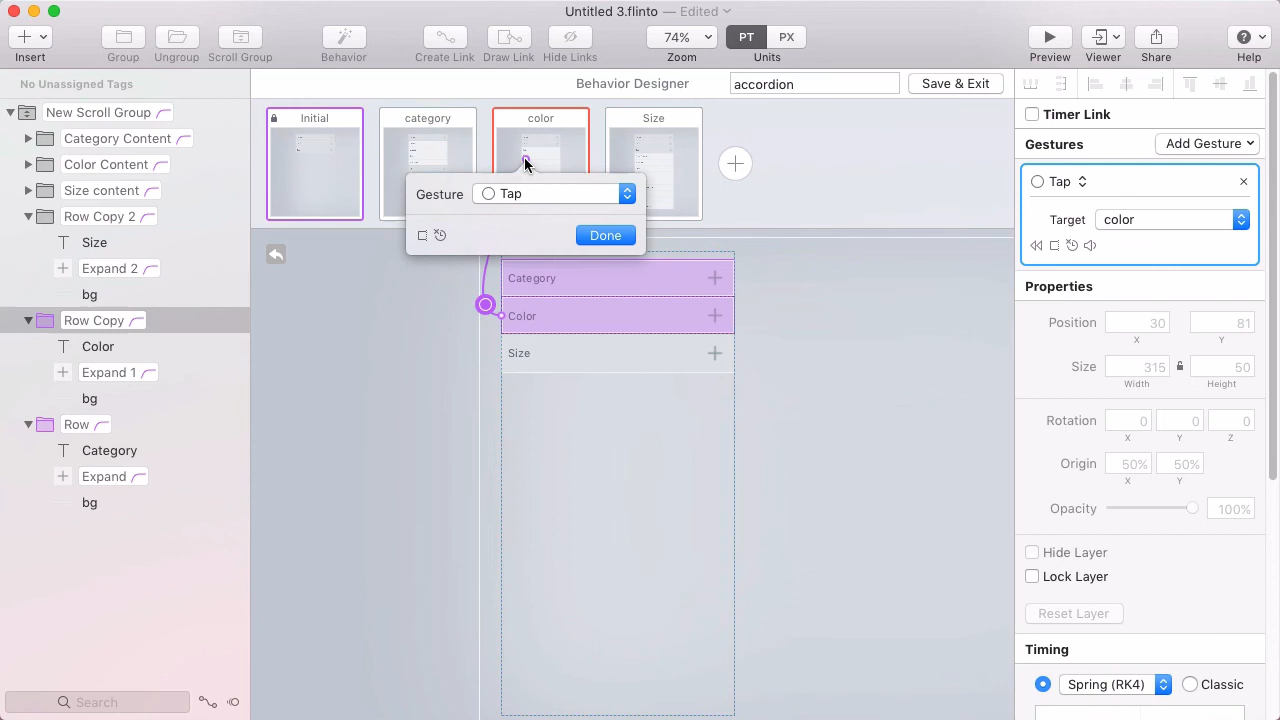 Untitled 3.flinto — Edited
Insert
Group
Ungroup
Scroll Group
Behavior
Create Link
Draw Link
Hide Links
74%
Zoom
PT
PX
Units
Preview
Viewer
Share
Help
No Unassigned Tags
Behavior Designer
accordion
Save & Exit
New Scroll Group
Category Content
Color Content
Size content
Row Copy 2
Size
Expand 2
bg
Row Copy
Color
Expand 1
bg
Row
Category
Expand
bg
Search
Initial
category
color
Size
Gesture
Tap
Done
Category
Color
Size
Timer Link
Gestures
Add Gesture
Tap
Target
color
Properties
Position
30
81
X
Y
Size
315
50
Width
Height
Rotation
0
0
0
X
Y
Z
Origin
50%
50%
X
Y
Opacity
100%
Hide Layer
Lock Layer
Reset Layer
Timing
Spring (RK4)
Classic